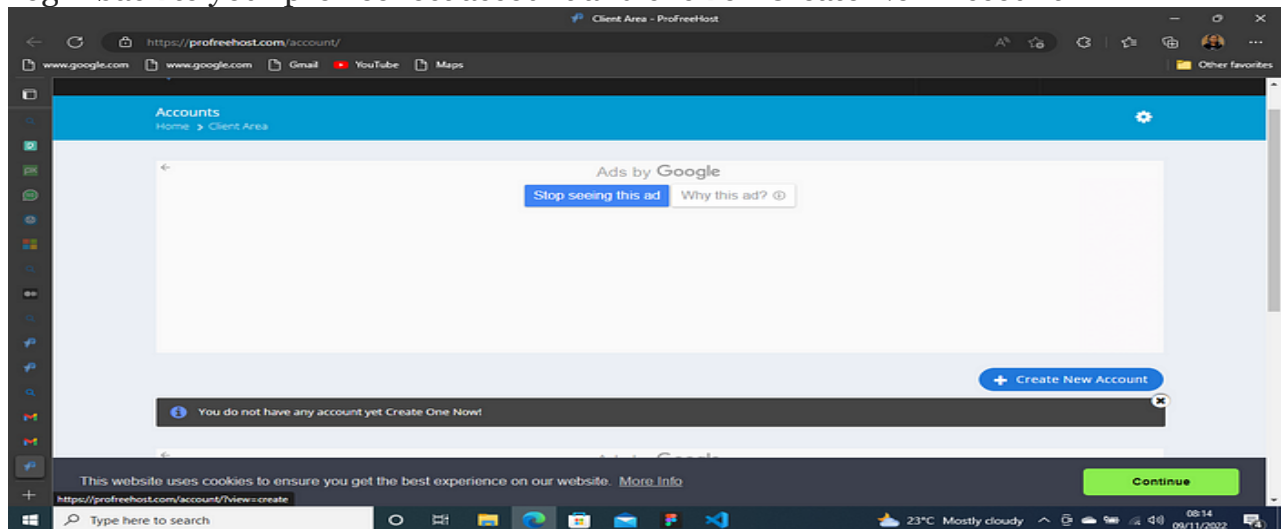 Client Area - ProFreeHost
https://profreehost.com/account/
www.google.com www.google.com Gmail YouTube Maps Other favorites
Accounts
Home > Client Area
Ads by Google
Stop seeing this ad Why this ad?
+ Create New Account
You do not have any account yet Create One Now!
This website uses cookies to ensure you get the best experience on our website. More Info
Continue
https://profreehost.com/account/?view=create
Type here to search
23°C Mostly cloudy
08:14
09/11/2022